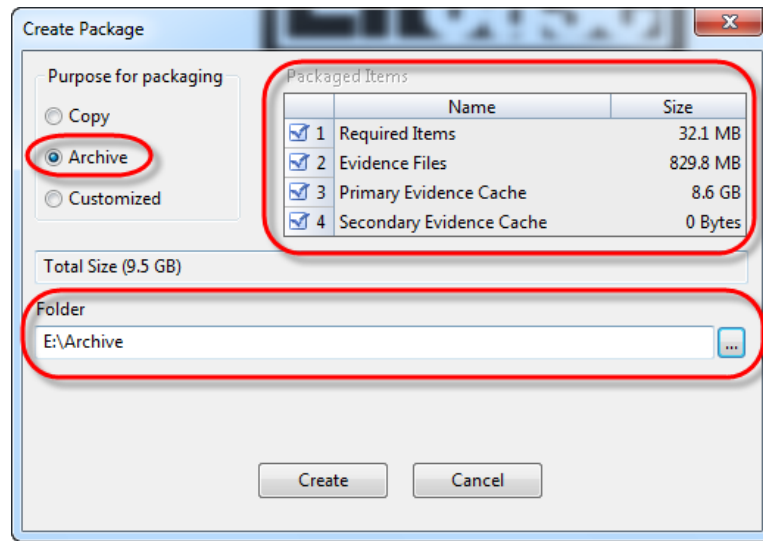 Create Package
Purpose for packaging
Copy
Archive
Customized
Packaged Items
Name Size
1 Required Items 32.1 MB
2 Evidence Files 829.8 MB
3 Primary Evidence Cache 8.6 GB
4 Secondary Evidence Cache 0 Bytes
Total Size (9.5 GB)
Folder
E:\Archive
...
Create Cancel